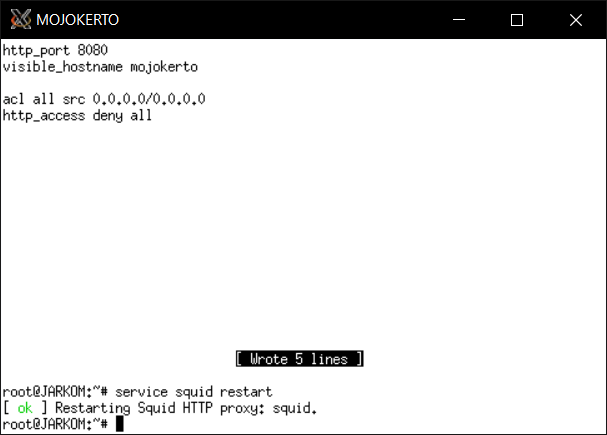 MOJOKERTO
http_port 8080
visible_hostname mojokerto
acl all src 0.0.0.0/0.0.0.0
http_access deny all
[ Wrote 5 lines ]
root@JARKOM:~# service squid restart
[ ok ] Restarting Squid HTTP proxy: squid.
root@JARKOM:~#